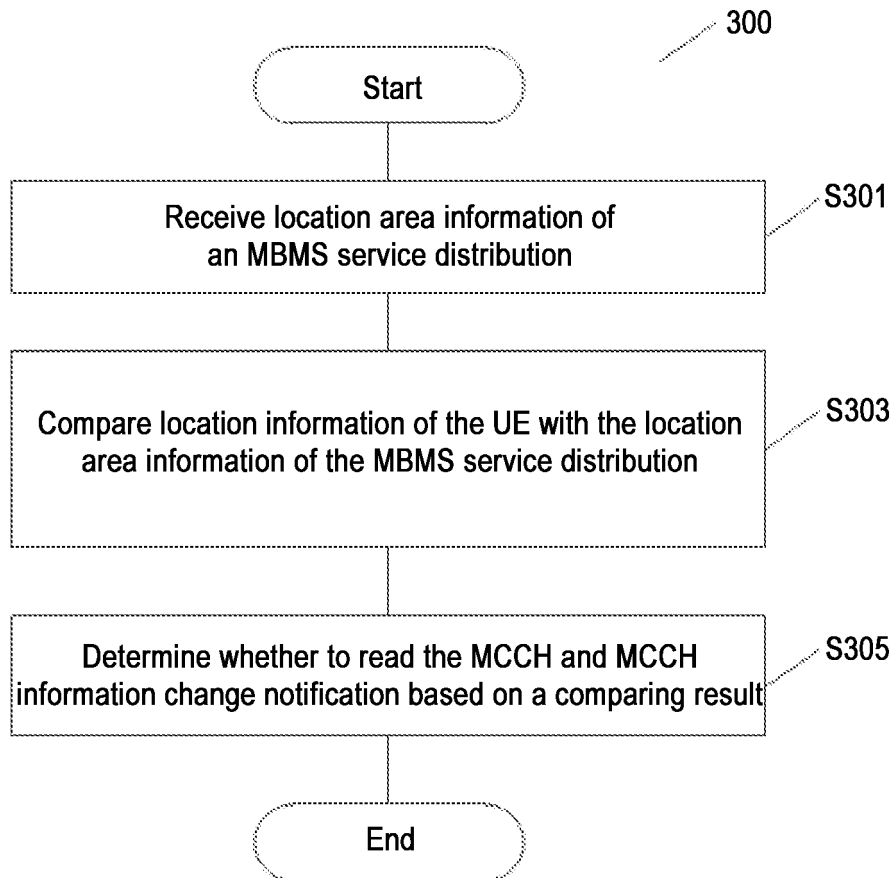 300
Start
S301
Receive location area information of
an MBMS service distribution
S303
Compare location information of the UE with the location
area information of the MBMS service distribution
S305
Determine whether to read the MCCH and MCCH
information change notification based on a comparing result
End